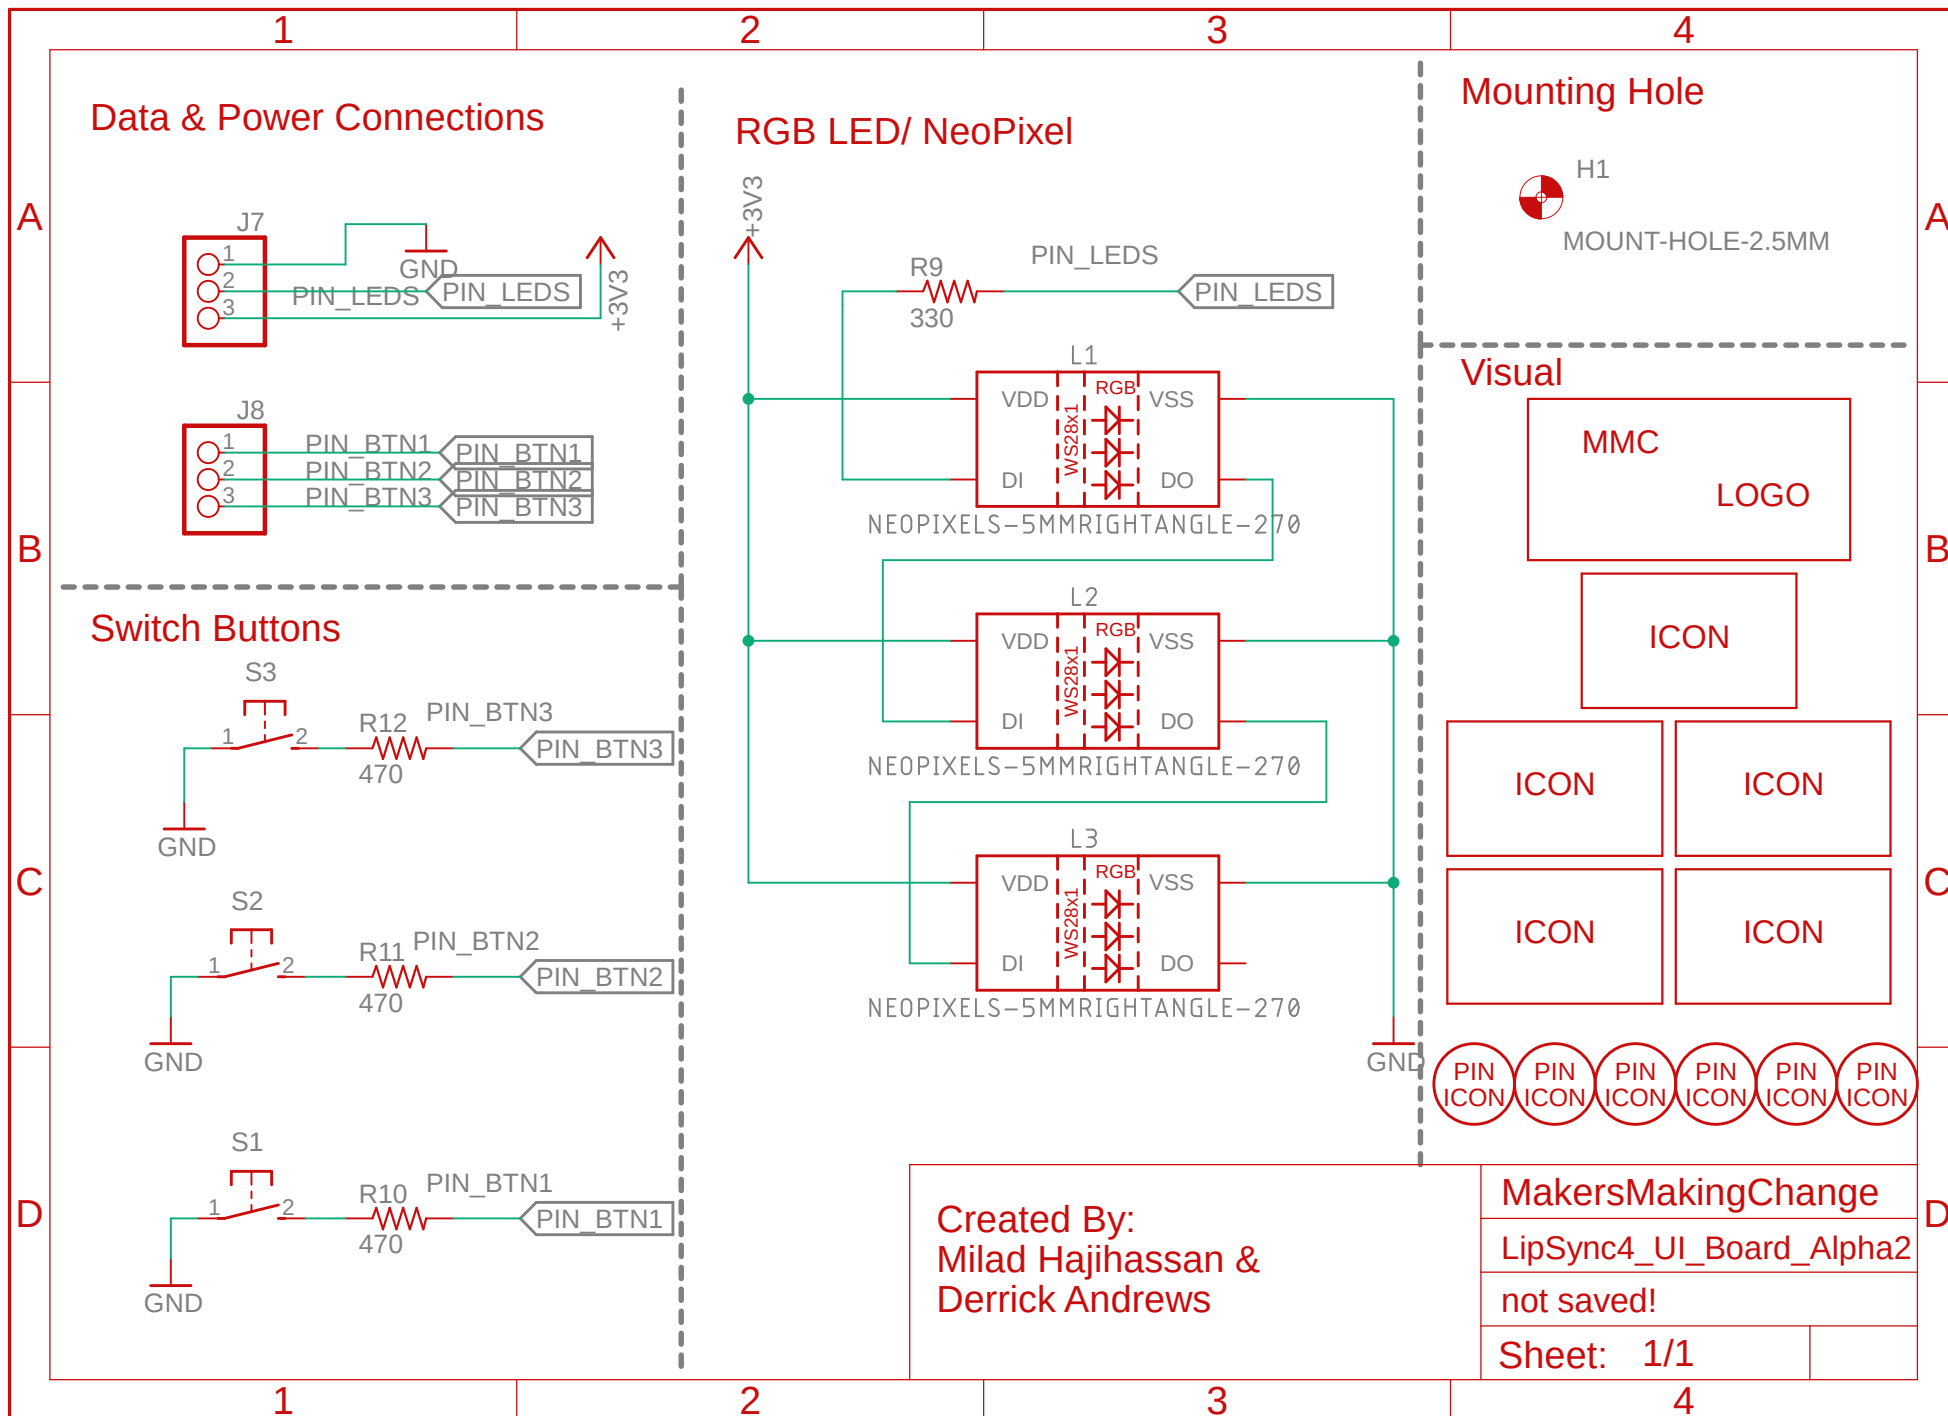 1
2
3
4
A
A
B
B
C
C
D
D
1
2
3
4
Data & Power Connections
J7
1
2
3
GND
PIN_LEDS
PIN_LEDS
+3V3
J8
1
2
3
PIN_BTN1
PIN_BTN1
PIN_BTN2
PIN_BTN2
PIN_BTN3
PIN_BTN3
Switch Buttons
S3
1
2
R12
470
PIN_BTN3
PIN_BTN3
GND
S2
1
2
R11
470
PIN_BTN2
PIN_BTN2
GND
S1
1
2
R10
470
PIN_BTN1
PIN_BTN1
GND
RGB LED/ NeoPixel
+3V3
R9
330
PIN_LEDS
PIN_LEDS
L1
VDD
WS28x1
RGB
VSS
DI
DO
NEOPIXELS-5MMRIGHTANGLE-270
L2
VDD
WS28x1
RGB
VSS
DI
DO
NEOPIXELS-5MMRIGHTANGLE-270
L3
VDD
WS28x1
RGB
VSS
DI
DO
NEOPIXELS-5MMRIGHTANGLE-270
GND
Mounting Hole
H1
MOUNT-HOLE-2.5MM
Visual
MMC
LOGO
ICON
ICON
ICON
ICON
ICON
PIN
ICON
PIN
ICON
PIN
ICON
PIN
ICON
PIN
ICON
PIN
ICON
Created By:
Milad Hajihassan &
Derrick Andrews
MakersMakingChange
LipSync4_UI_Board_Alpha2
not saved!
Sheet: 1/1